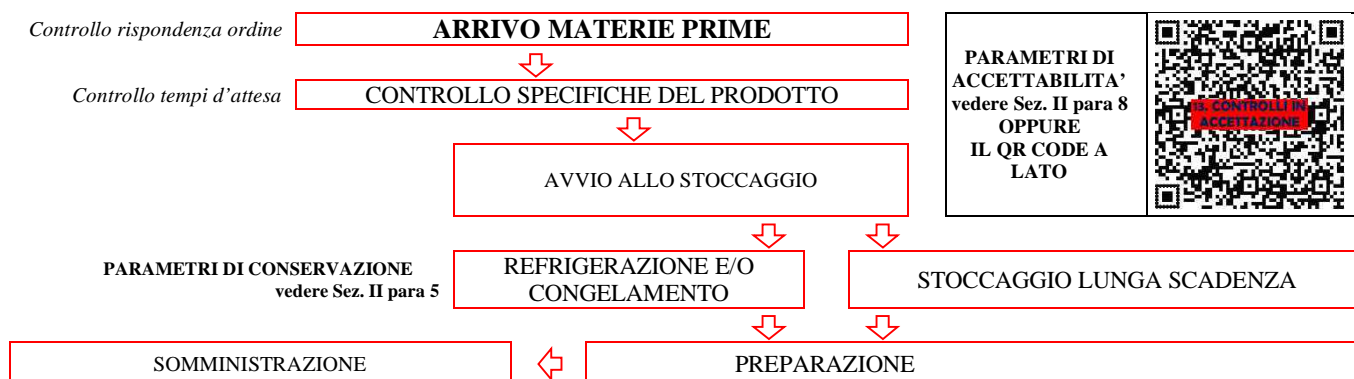 Controllo rispondenza ordine
ARRIVO MATERIE PRIME
PARAMETRI DI
ACCETTABILITA’
vedere Sez. II para 8
OPPURE
IL QR CODE A
LATO
13. CONTROLLI IN
ACCETTAZIONE
Controllo tempi d'attesa
CONTROLLO SPECIFICHE DEL PRODOTTO
AVVIO ALLO STOCCAGGIO
PARAMETRI DI CONSERVAZIONE
vedere Sez. II para 5
REFRIGERAZIONE E/O
CONGELAMENTO
STOCCAGGIO LUNGA SCADENZA
SOMMINISTRAZIONE
PREPARAZIONE